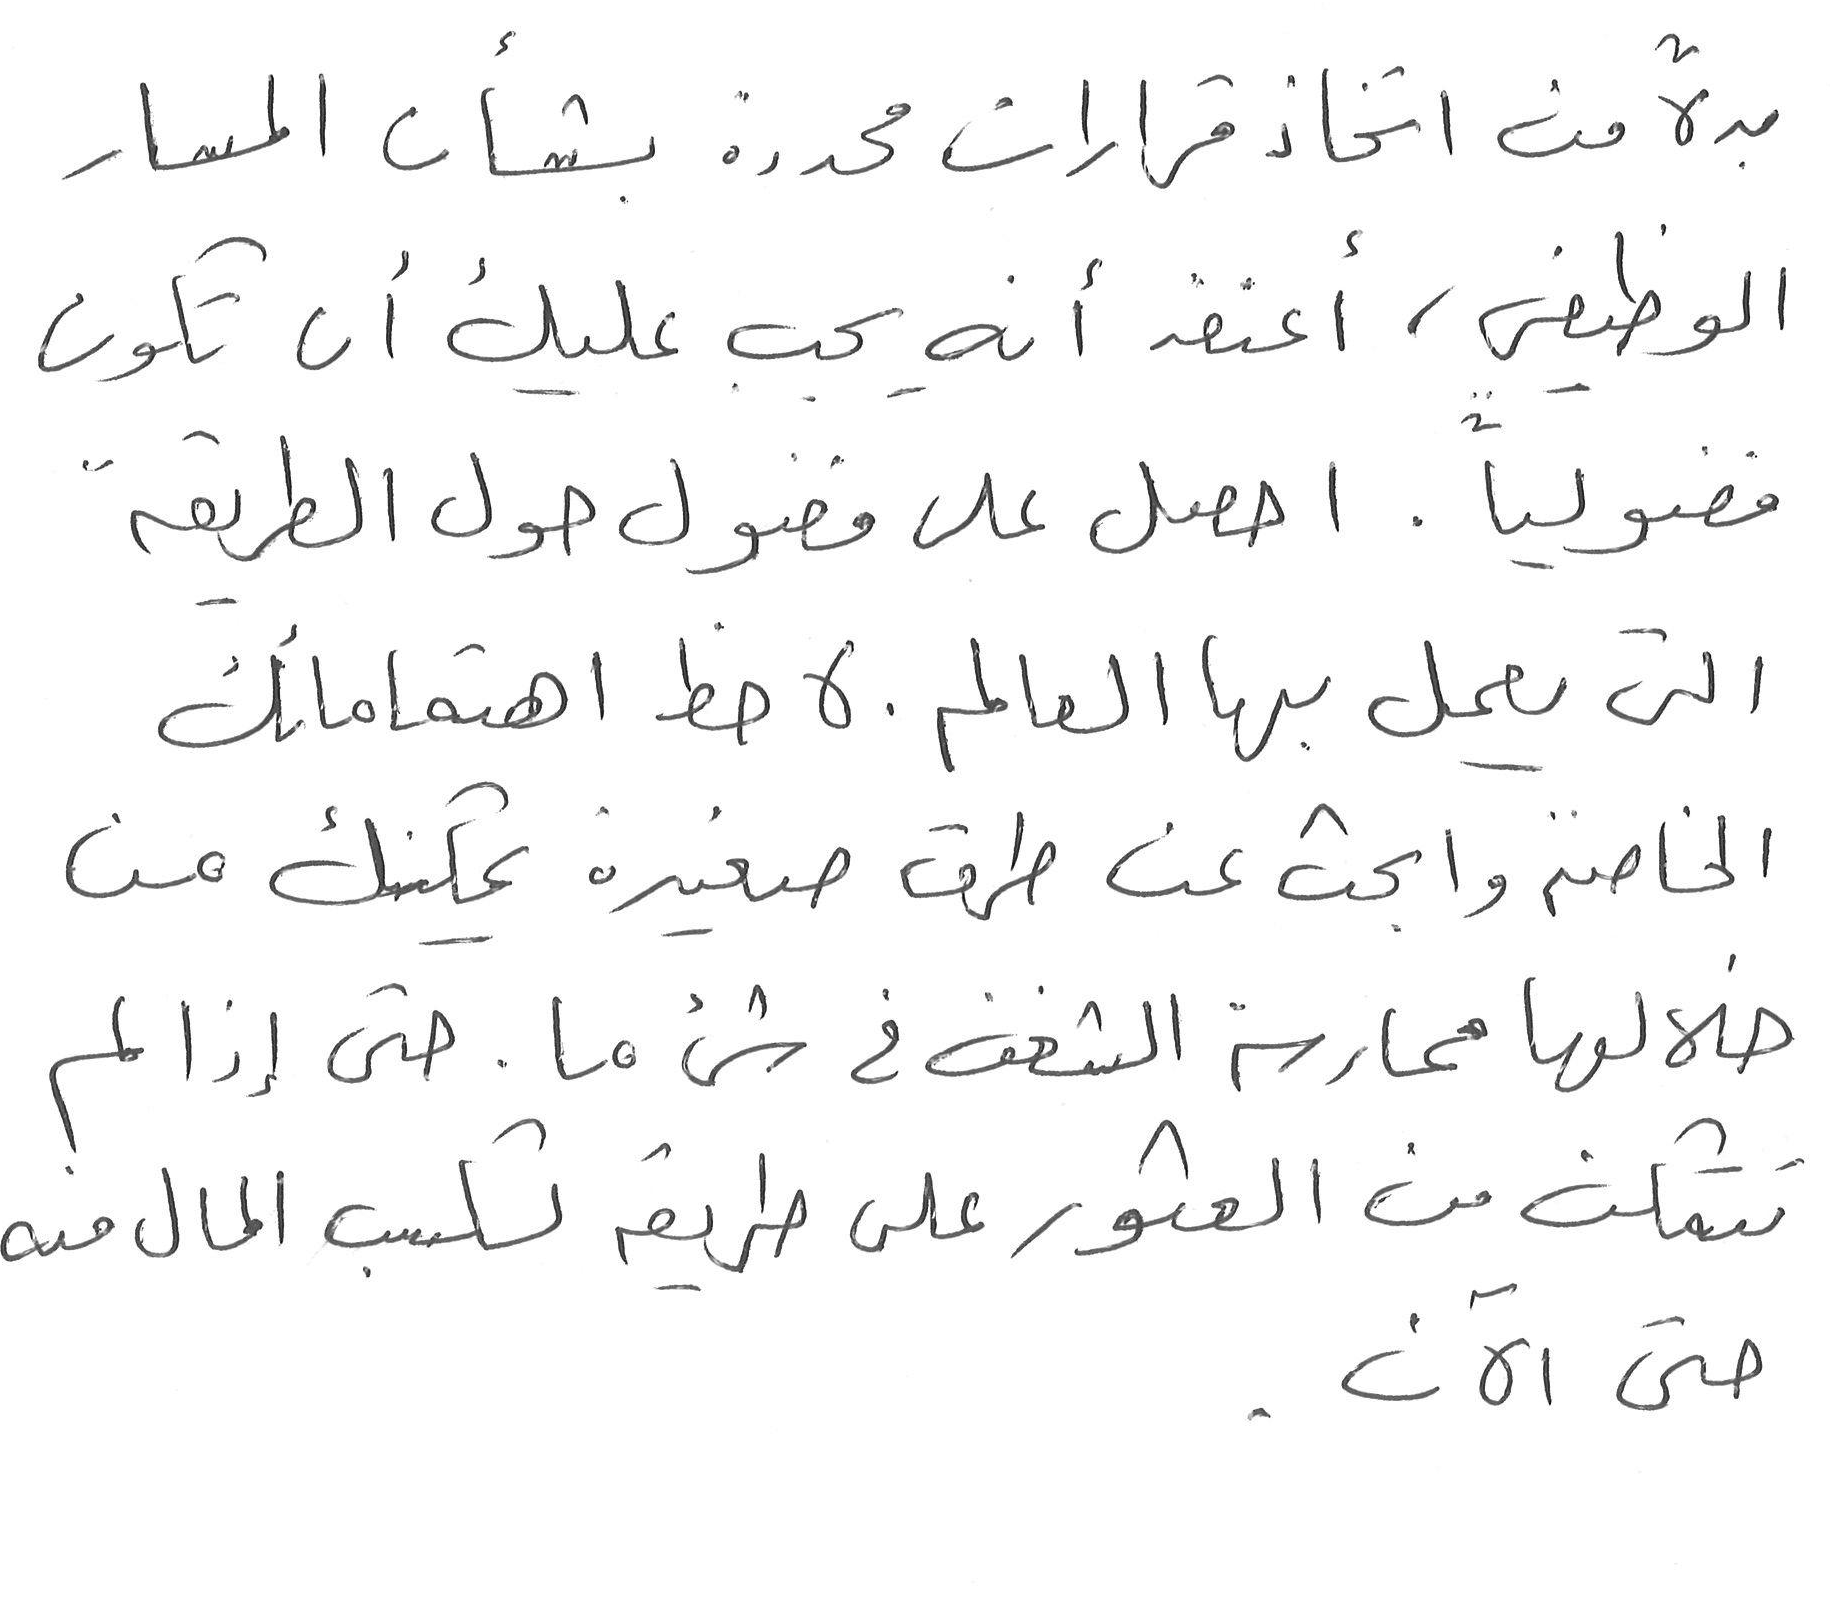 بدلاً من اتخاذ قرارات محددة بشأن المسار
الوظيفي، أعتقد أنه يجب عليك أن تكون
فضولياً. احصل على فضول حول الطريقة
التي يعمل بها العالم. لاحظ اهتماماتك
الخاصة وابحث عن طرق صغيرة يمكنك من
خلالها ممارسة الشغف في شئ ما. حتى إذا لم
تتمكن من العثور على طريقة لكسب المال منه
حتى الآن.